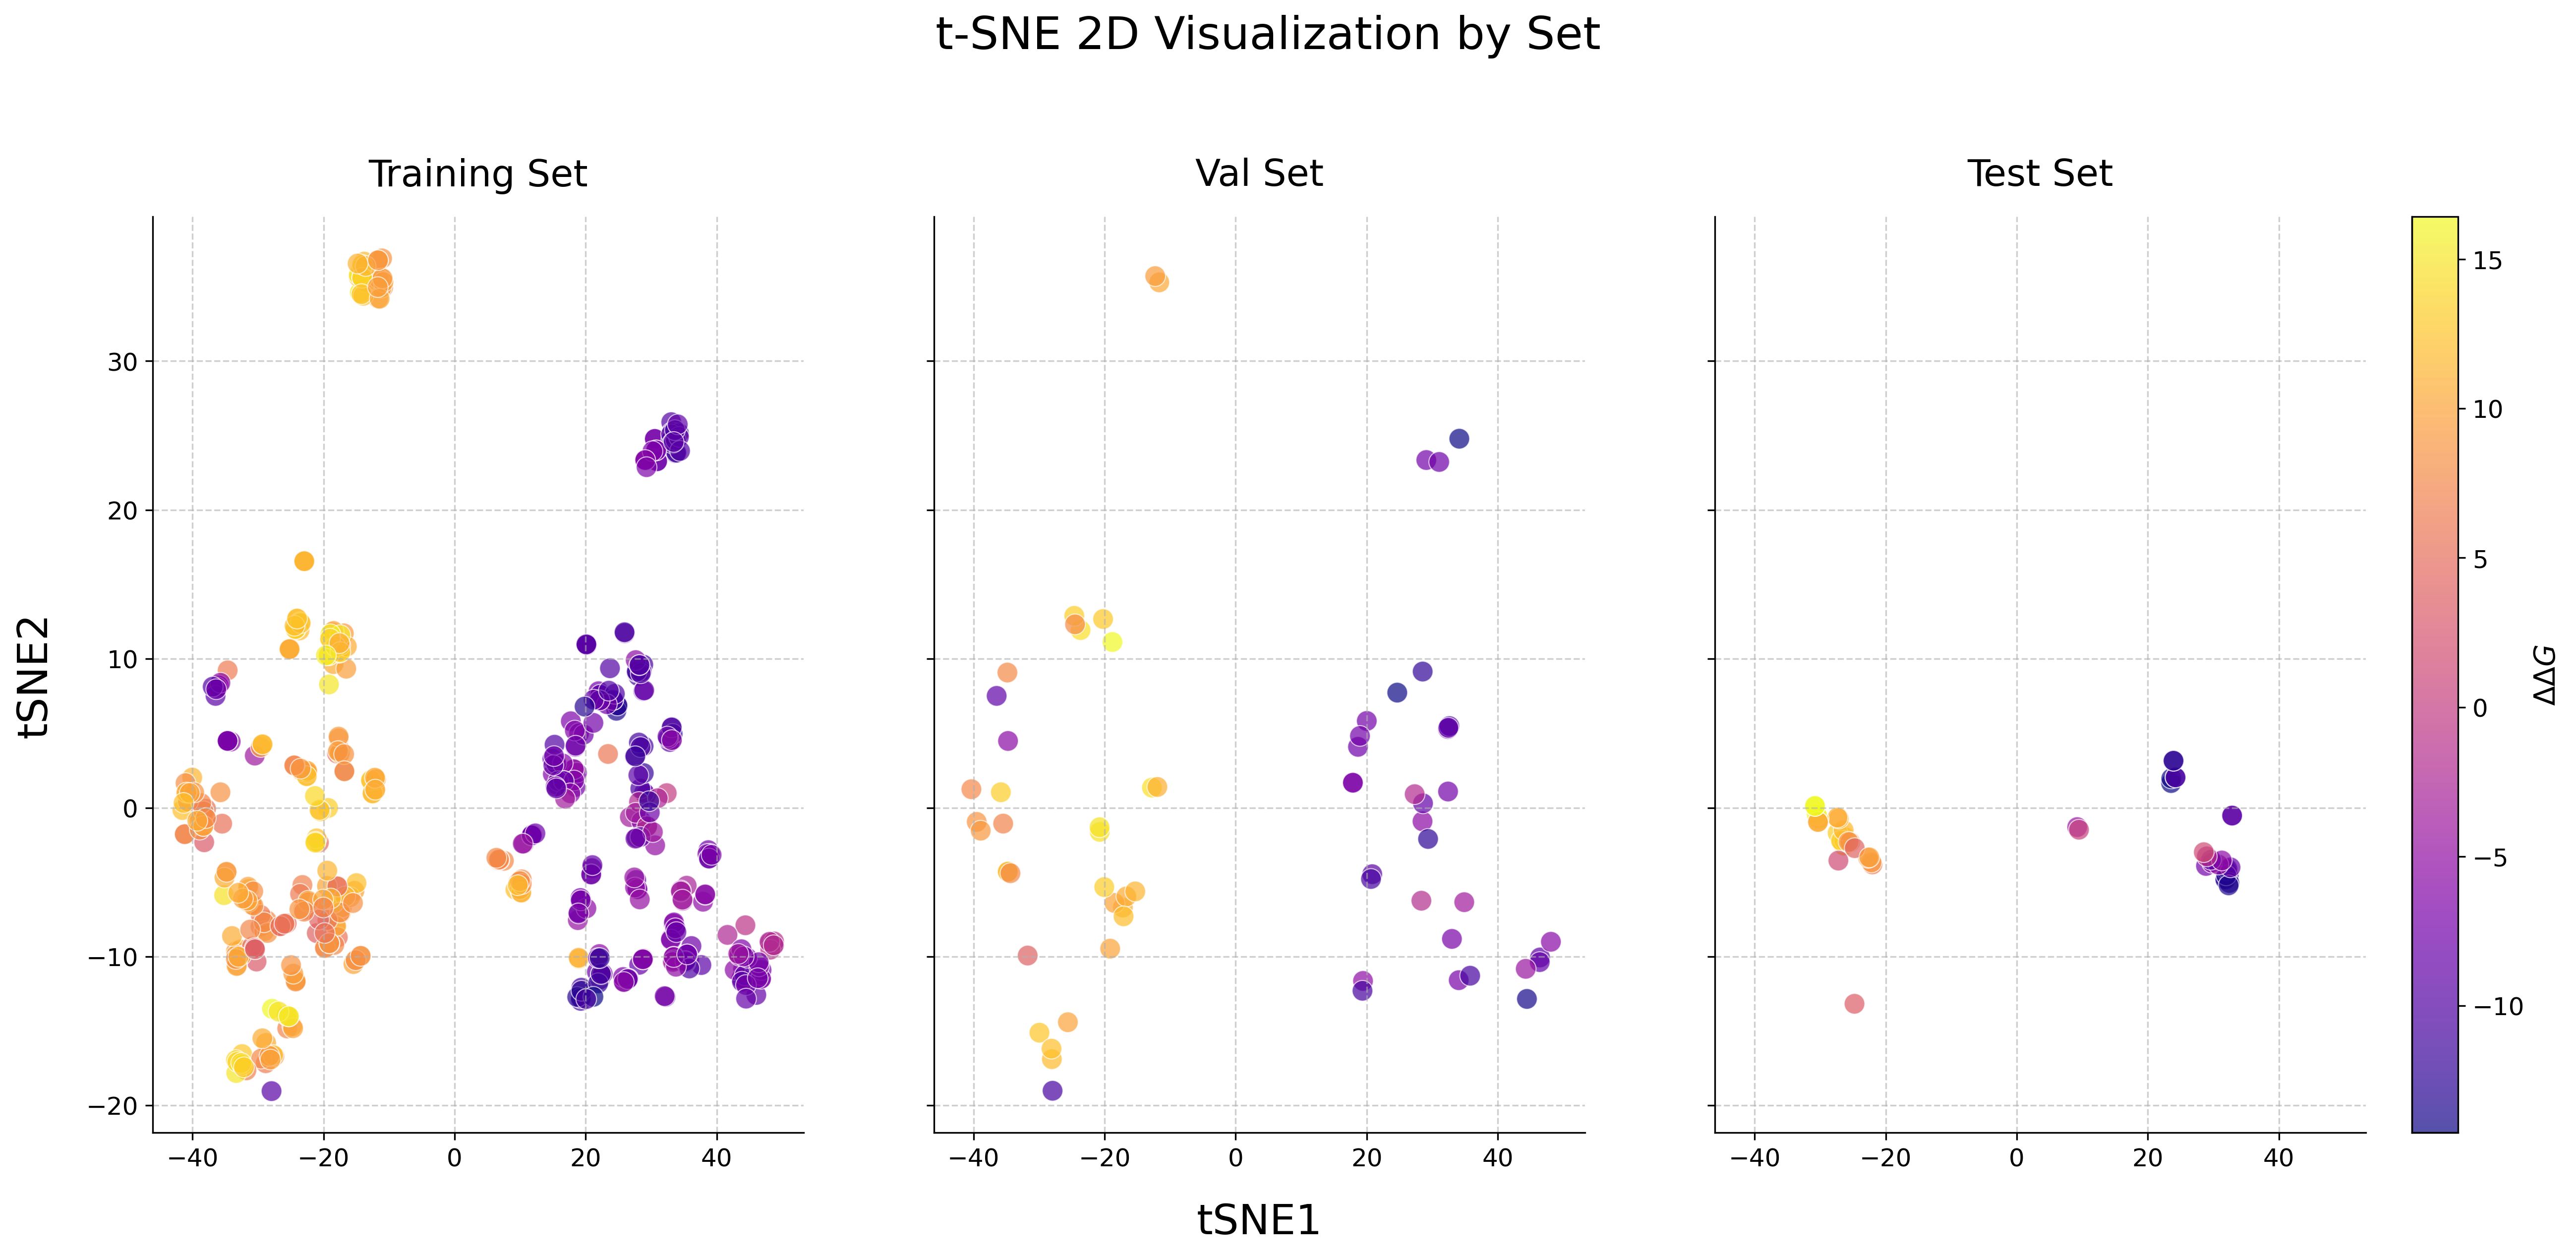 t-SNE 2D Visualization by Set
Training Set
Val Set
Test Set
tSNE2
30
20
10
0
−10
−20
−40 −20 0 20 40
−40 −20 0 20 40
−40 −20 0 20 40
tSNE1
15
10
5
0
−5
−10
ΔΔG